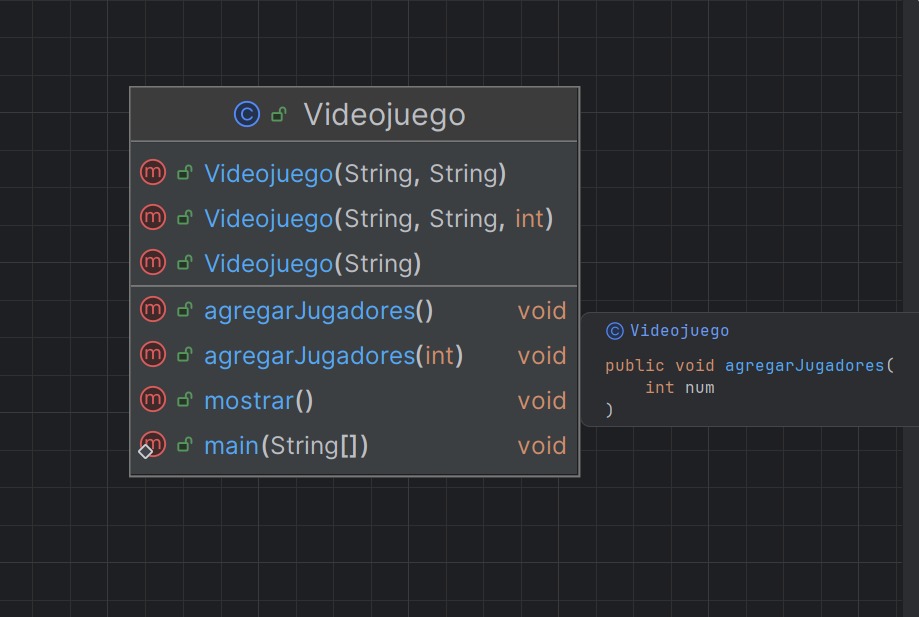 Videojuego
Videojuego(String, String)
Videojuego(String, String, int)
Videojuego(String)
agregarJugadores() void
agregarJugadores(int) void
mostrar() void
main(String[]) void
Videojuego
public void agregarJugadores(
int num
)